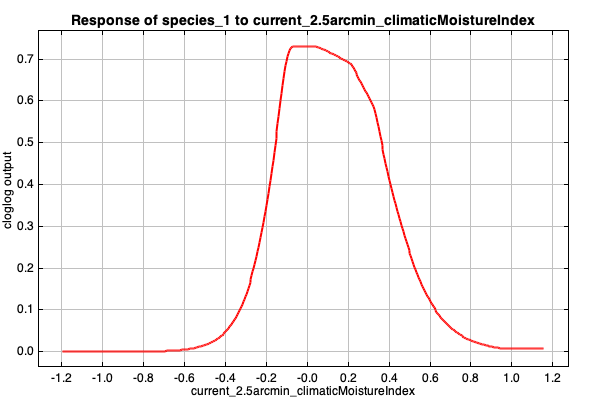 Response of species_1 to current_2.5arcmin_climaticMoistureIndex
cloglog output
0.7
0.6
0.5
0.4
0.3
0.2
0.1
0.0
-1.2 -1.0 -0.8 -0.6 -0.4 -0.2 -0.0 0.2 0.4 0.6 0.8 1.0 1.2
current_2.5arcmin_climaticMoistureIndex